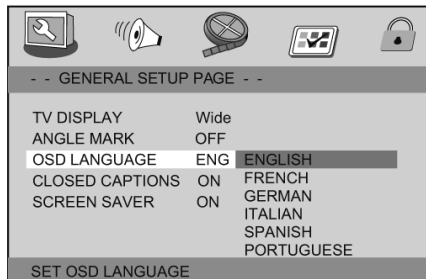 - - GENERAL SETUP PAGE - -
TV DISPLAY Wide
ANGLE MARK OFF
OSD LANGUAGE ENG ENGLISH
CLOSED CAPTIONS ON FRENCH
SCREEN SAVER ON GERMAN
ITALIAN
SPANISH
PORTUGUESE
SET OSD LANGUAGE